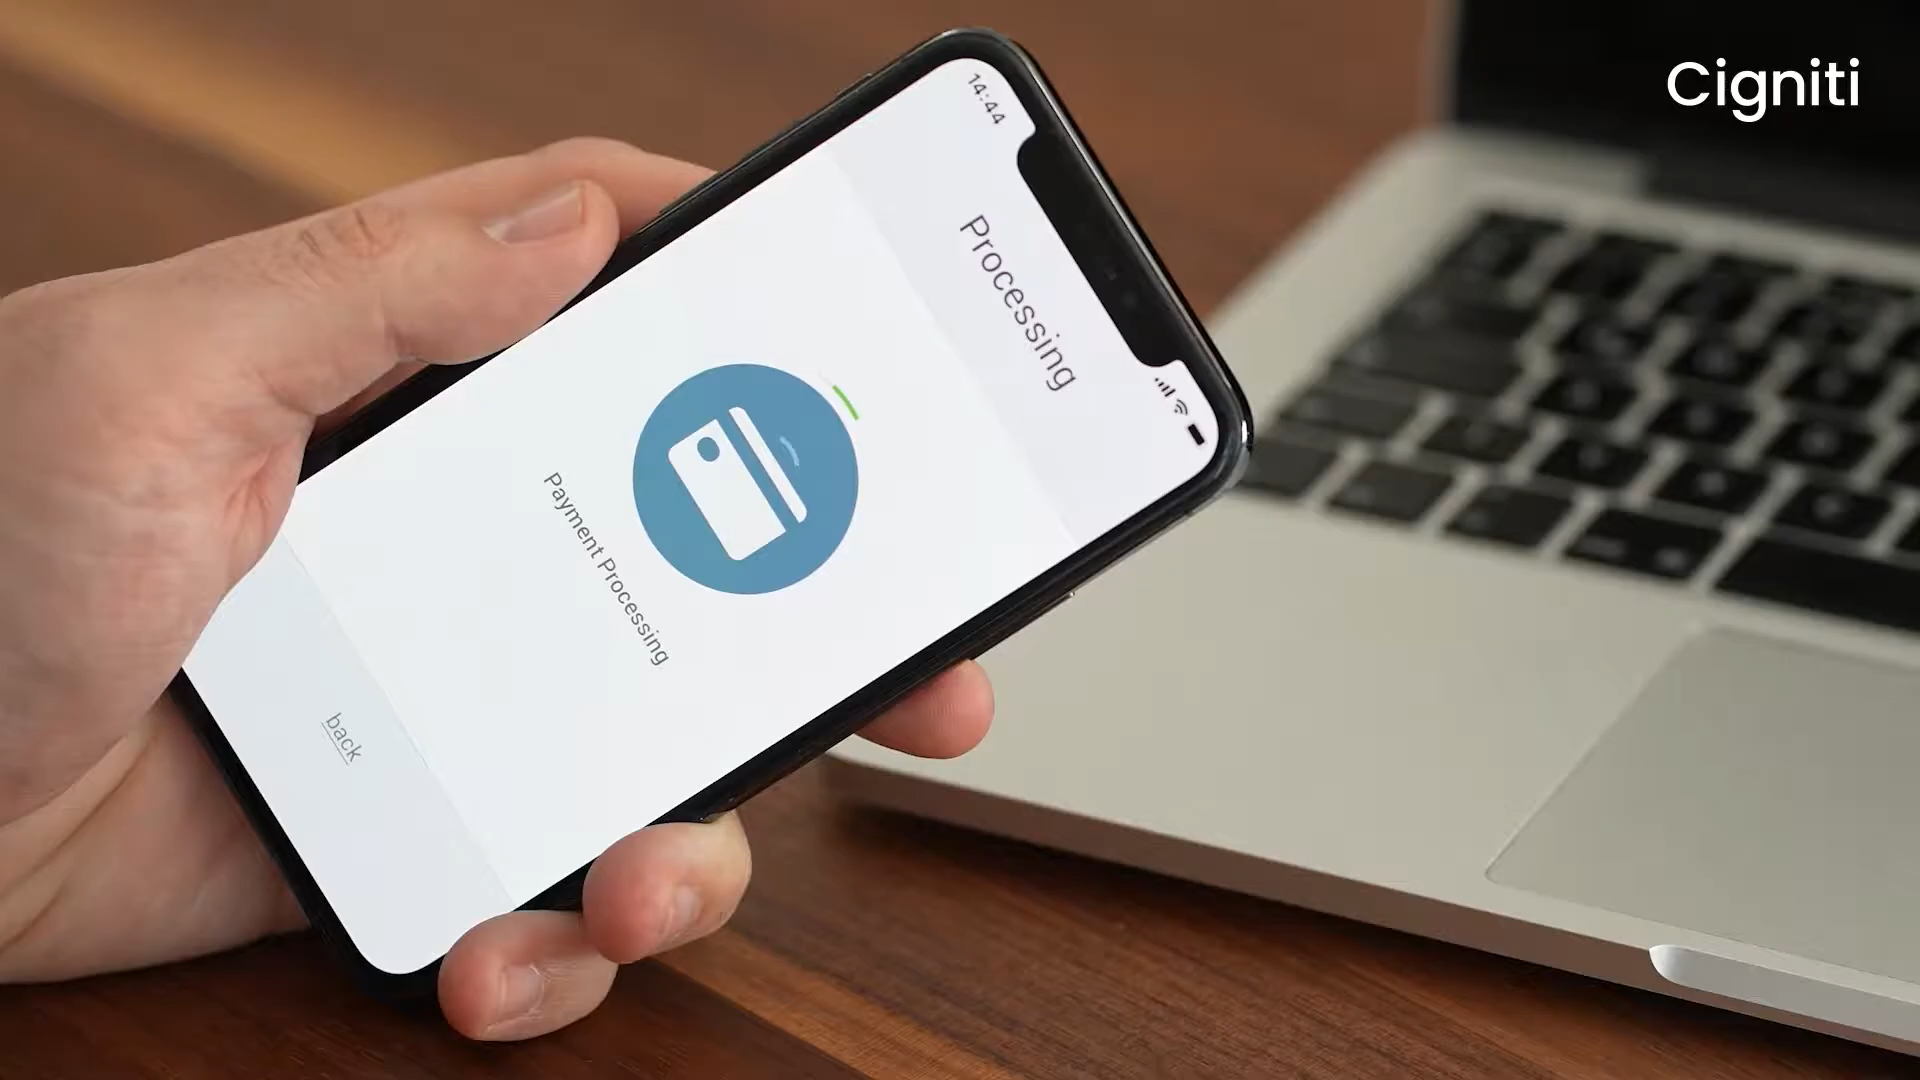 Cigniti
14:44
Processing
Payment Processing
back